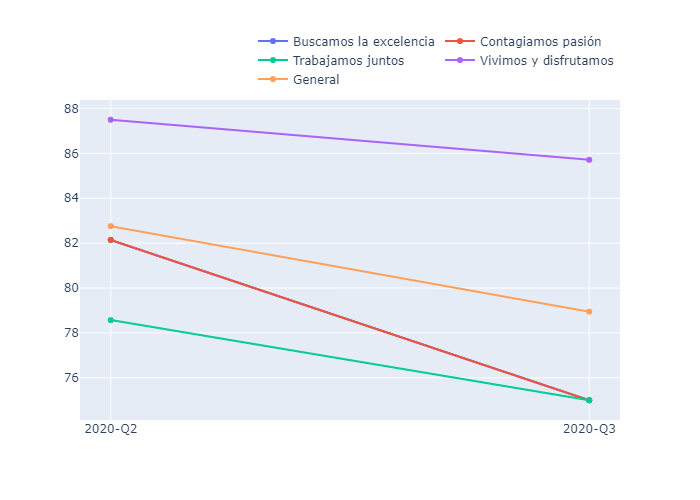 Buscamos la excelencia Contagiamos pasión
Trabajamos juntos Vivimos y disfrutamos
General
88
86
84
82
80
78
76
2020-Q2 2020-Q3